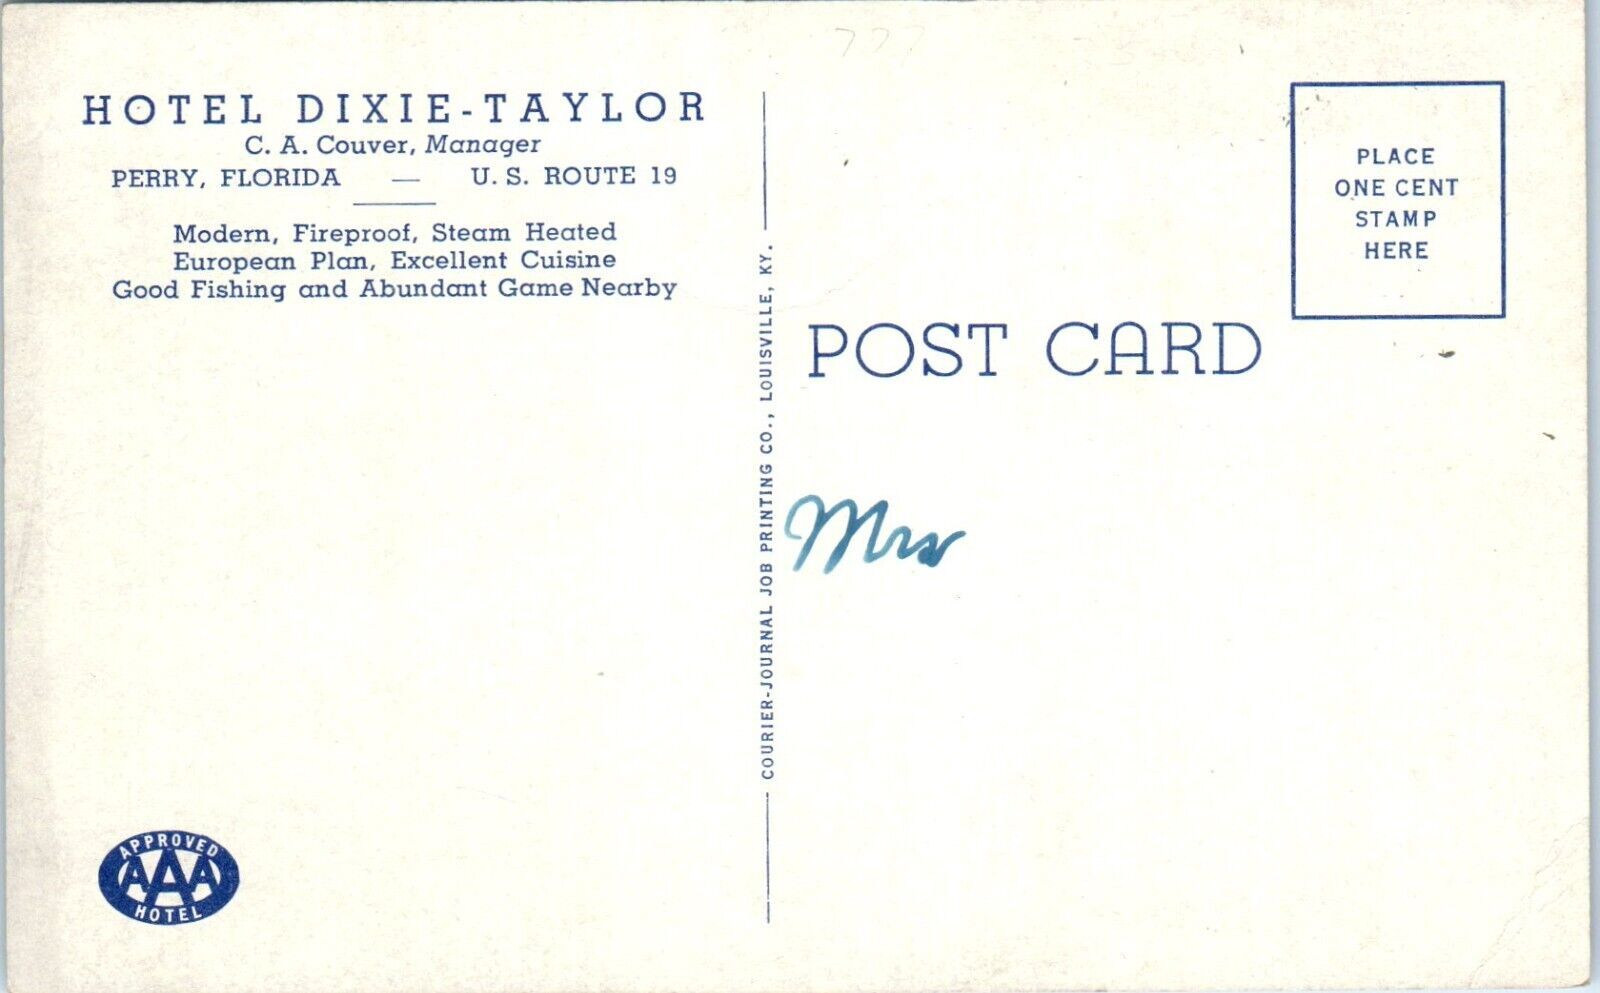 777
HOTEL DIXIE-TAYLOR
C. A. Couver, Manager
PERRY, FLORIDA — U. S. ROUTE 19
Modern, Fireproof, Steam Heated
European Plan, Excellent Cuisine
Good Fishing and Abundant Game Nearby
APPROVED
AAA
HOTEL
COURIER-JOURNAL JOB PRINTING CO., LOUISVILLE, KY.
PLACE
ONE CENT
STAMP
HERE
POST CARD
Mrs